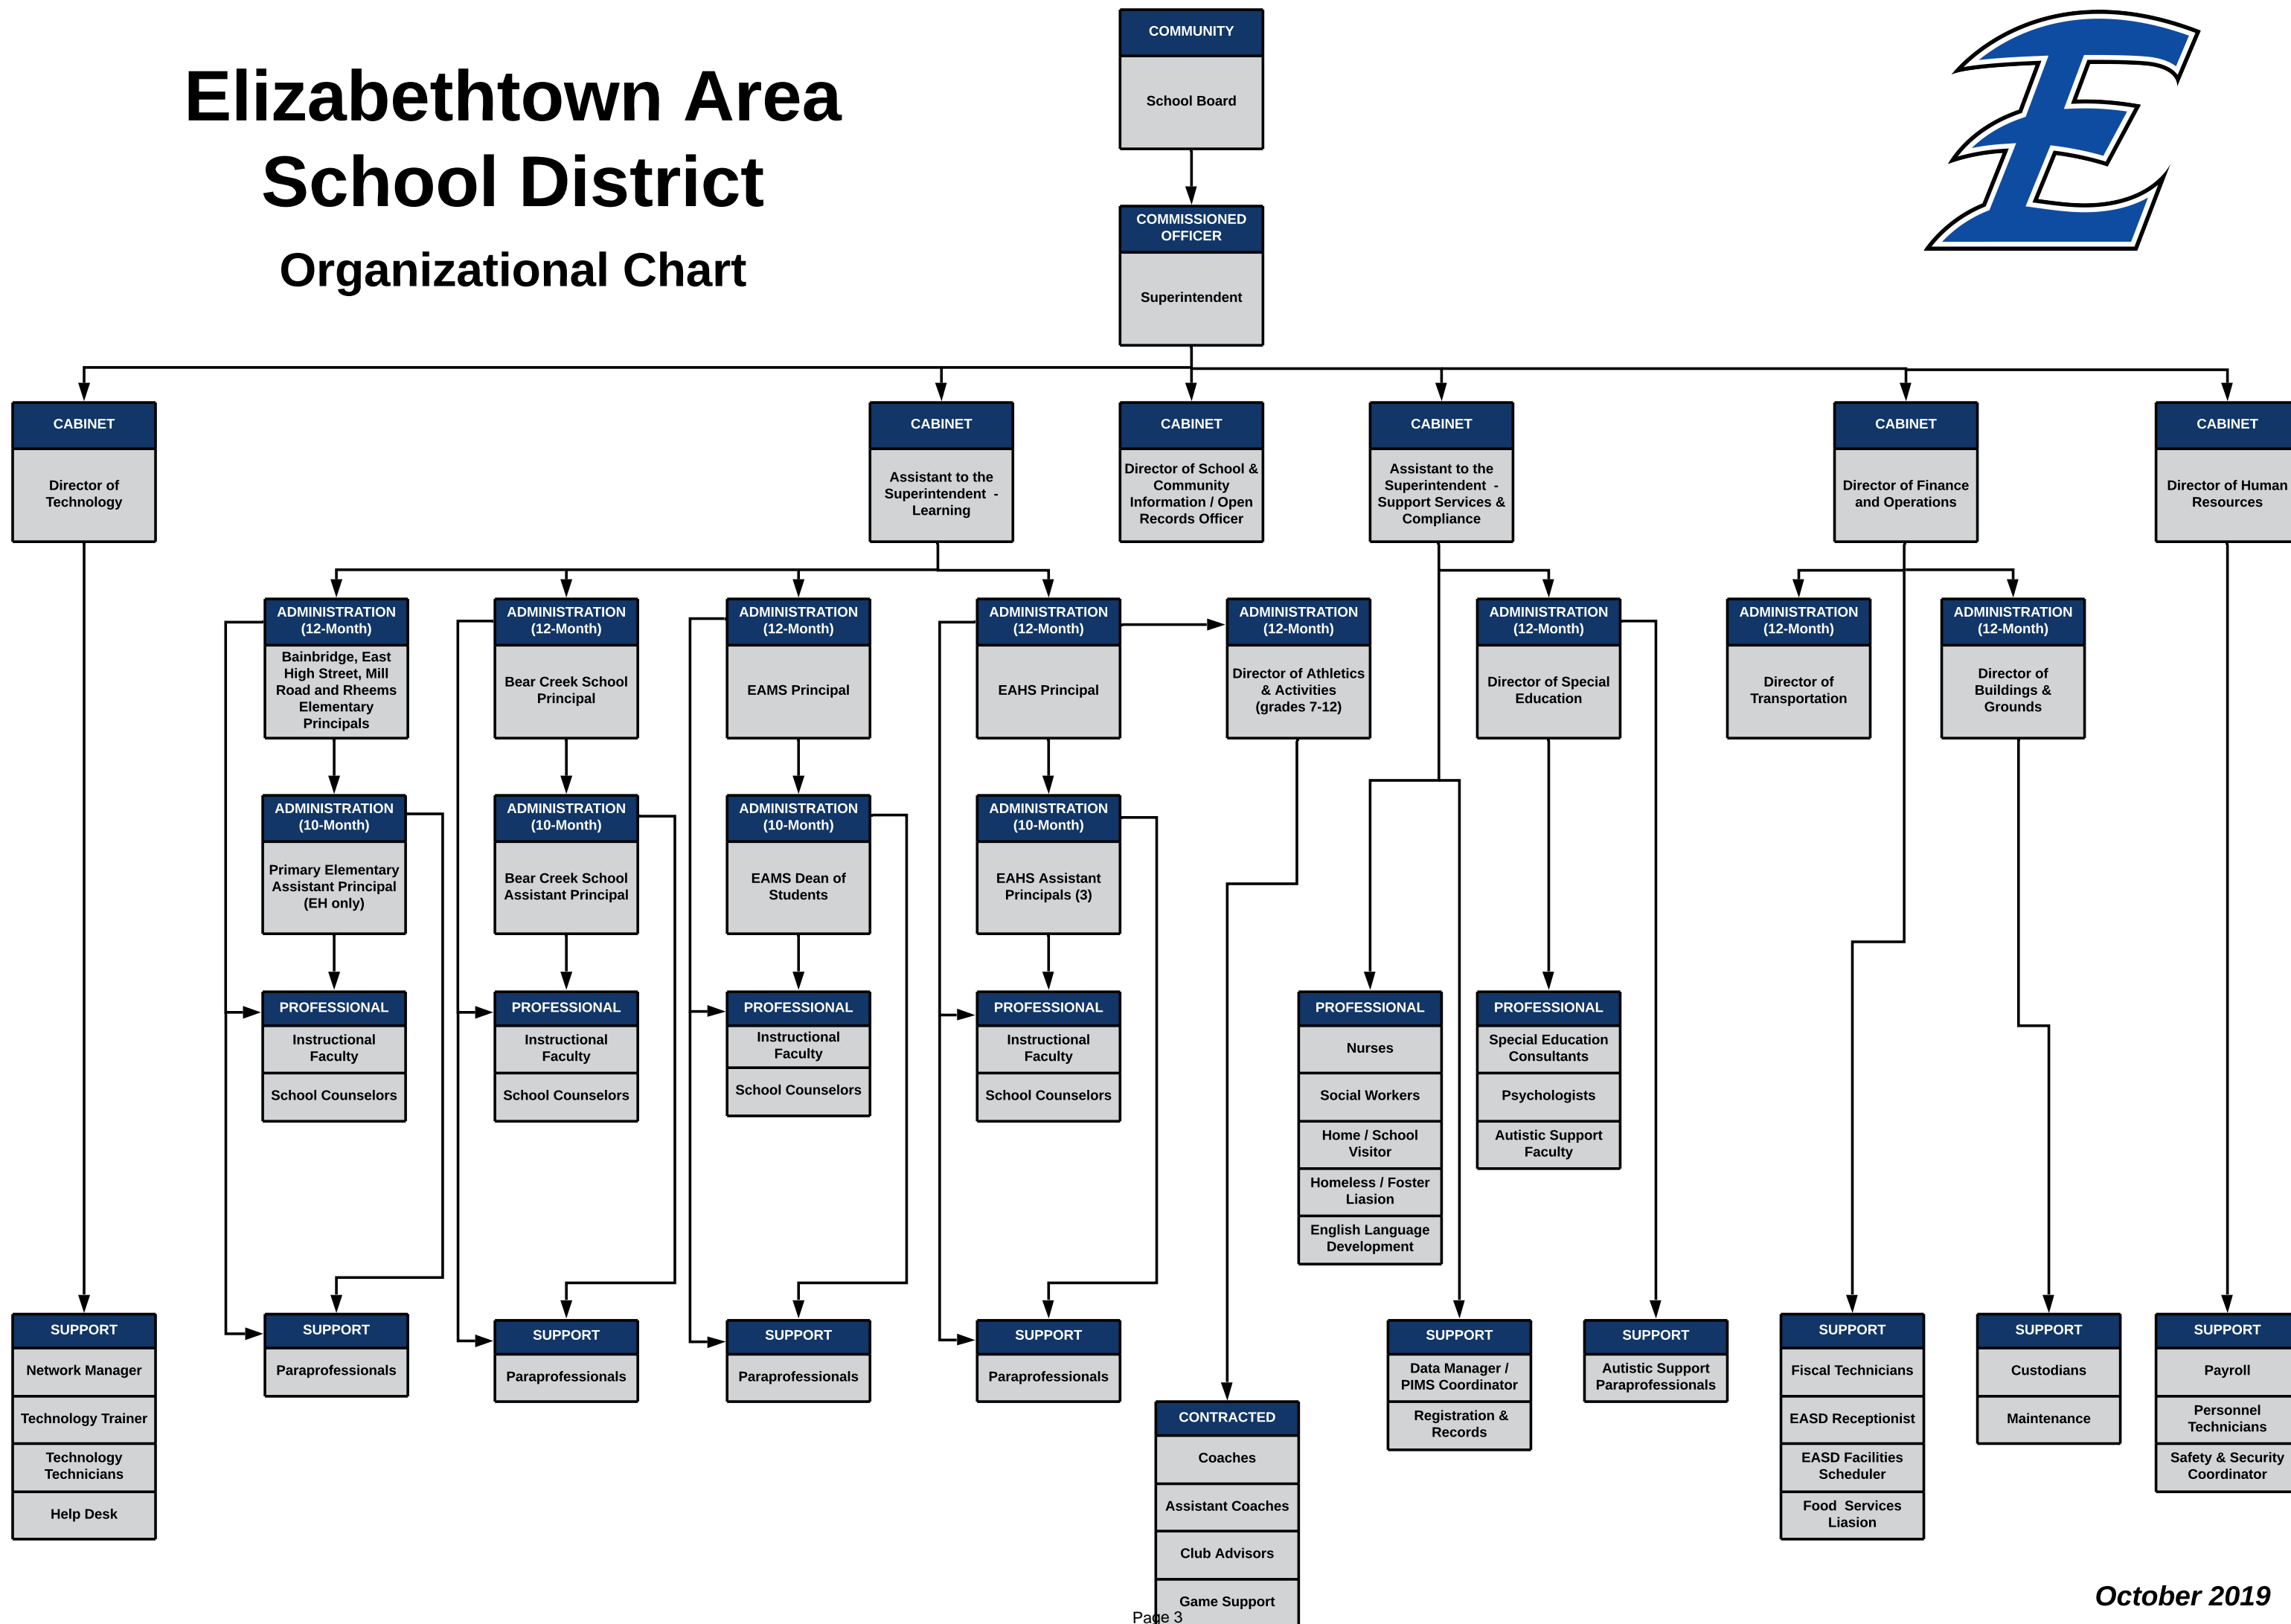 COMMUNITY
School Board
Elizabethtown Area
School District
Organizational Chart
COMMISSIONED
OFFICER
Superintendent
CABINET
Director of
Technology
CABINET
Assistant to the
Superintendent -
Learning
CABINET
Director of School &
Community
Information / Open
Records Officer
CABINET
Assistant to the
Superintendent -
Support Services &
Compliance
CABINET
Director of Finance
and Operations
CABINET
Director of Human
Resources
ADMINISTRATION
(12-Month)
Bainbridge, East
High Street, Mill
Road and Rheems
Elementary
Principals
ADMINISTRATION
(12-Month)
Bear Creek School
Principal
ADMINISTRATION
(12-Month)
EAMS Principal
ADMINISTRATION
(12-Month)
EAHS Principal
ADMINISTRATION
(12-Month)
Director of Athletics
& Activities
(grades 7-12)
ADMINISTRATION
(12-Month)
Director of Special
Education
ADMINISTRATION
(12-Month)
Director of
Transportation
ADMINISTRATION
(12-Month)
Director of
Buildings &
Grounds
ADMINISTRATION
(10-Month)
Primary Elementary
Assistant Principal
(EH only)
ADMINISTRATION
(10-Month)
Bear Creek School
Assistant Principal
ADMINISTRATION
(10-Month)
EAMS Dean of
Students
ADMINISTRATION
(10-Month)
EAHS Assistant
Principals (3)
PROFESSIONAL
Instructional
Faculty
School Counselors
PROFESSIONAL
Instructional
Faculty
School Counselors
PROFESSIONAL
Instructional
Faculty
School Counselors
PROFESSIONAL
Instructional
Faculty
School Counselors
PROFESSIONAL
Nurses
Social Workers
Home / School
Visitor
Homeless / Foster
Liasion
English Language
Development
PROFESSIONAL
Special Education
Consultants
Psychologists
Autistic Support
Faculty
SUPPORT
Network Manager
Technology Trainer
Technology
Technicians
Help Desk
SUPPORT
Paraprofessionals
SUPPORT
Paraprofessionals
SUPPORT
Paraprofessionals
SUPPORT
Paraprofessionals
CONTRACTED
Coaches
Assistant Coaches
Club Advisors
Game Support
SUPPORT
Data Manager /
PIMS Coordinator
Registration &
Records
SUPPORT
Autistic Support
Paraprofessionals
SUPPORT
Fiscal Technicians
EASD Receptionist
EASD Facilities
Scheduler
Food Services
Liasion
SUPPORT
Custodians
Maintenance
SUPPORT
Payroll
Personnel
Technicians
Safety & Security
Coordinator
Page 3
October 2019
E